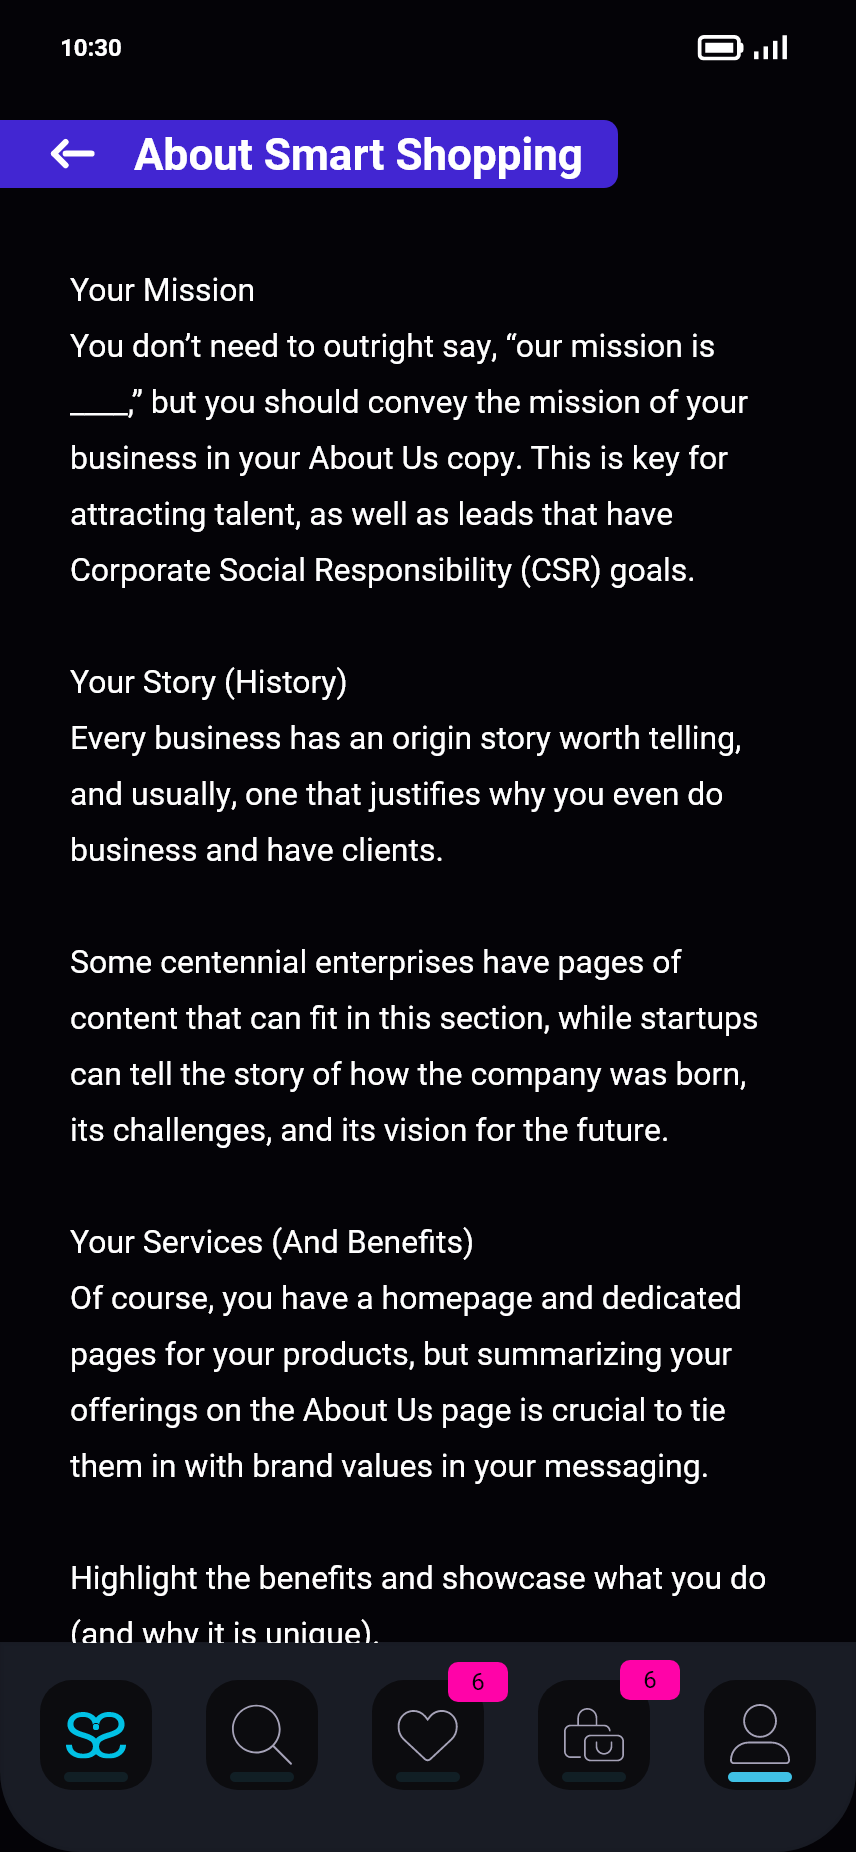 10:30
About Smart Shopping
Your Mission
You don’t need to outright say, “our mission is
____,” but you should convey the mission of your
business in your About Us copy. This is key for
attracting talent, as well as leads that have
Corporate Social Responsibility (CSR) goals.
Your Story (History)
Every business has an origin story worth telling,
and usually, one that justifies why you even do
business and have clients.
Some centennial enterprises have pages of
content that can fit in this section, while startups
can tell the story of how the company was born,
its challenges, and its vision for the future.
Your Services (And Benefits)
Of course, you have a homepage and dedicated
pages for your products, but summarizing your
offerings on the About Us page is crucial to tie
them in with brand values in your messaging.
Highlight the benefits and showcase what you do
(and why it is unique).
6
6